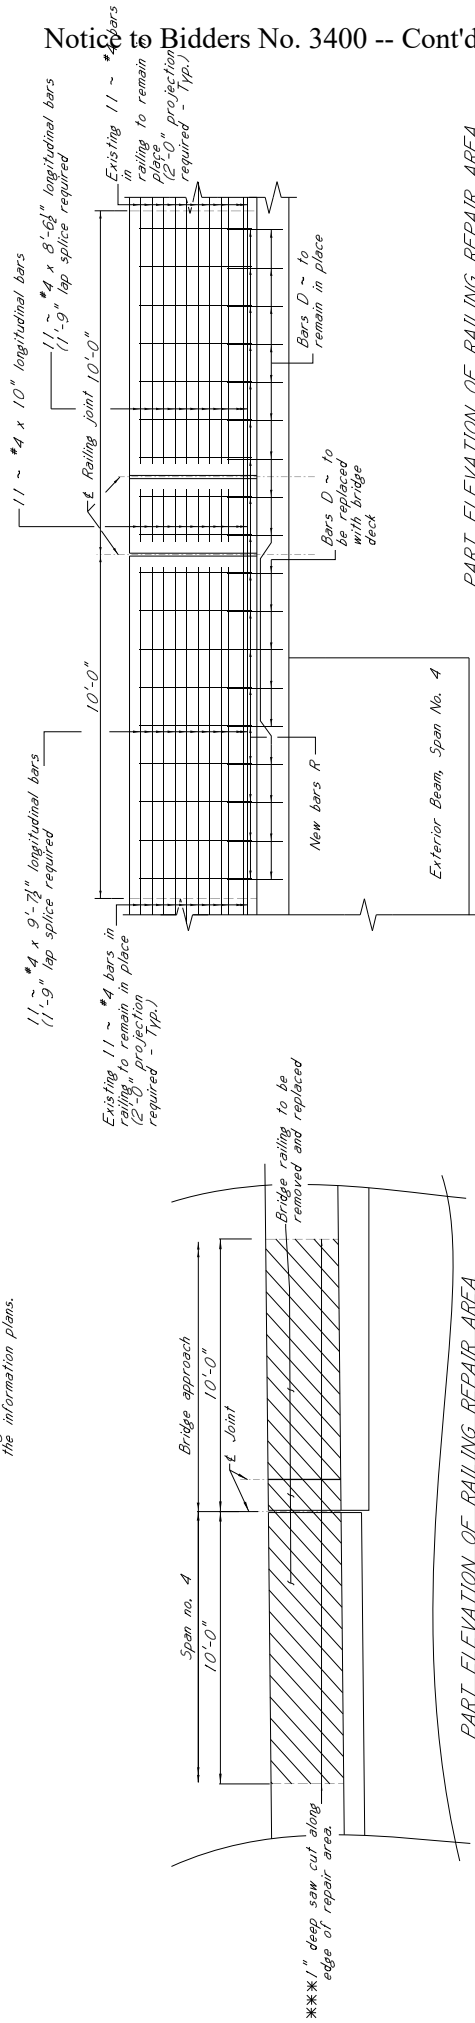 Notice to Bidders No. 3400 -- Cont'd
the information plans.
11 ~ #4 x 9'-7½" longitudinal bars
(1'-9" lap splice required
11 ~ #4 x 10" longitudinal bars
11 ~ #4 x 8'-6½" longitudinal bars
(1'-9" lap splice required
Existing 11 ~ #4 bars in
railing to remain in place
(2'-0" projection
required - Typ.)
Existing 11 ~ #4 bars
in
railing to remain in
place
(2'-0" projection
required - Typ.)
10'-0"
℄ Railing joint
10'-0"
New bars R
Bars D ~ to
be replaced
with bridge
deck
Bars D ~ to
remain in place
Exterior Beam, Span No. 4
PART ELEVATION OF RAILING REPAIR AREA
Span no. 4
Bridge approach
10'-0"
10'-0"
℄ Joint
Bridge railing to be
removed and replaced
***1" deep saw cut along
edge of repair area.
PART ELEVATION OF RAILING REPAIR AREA